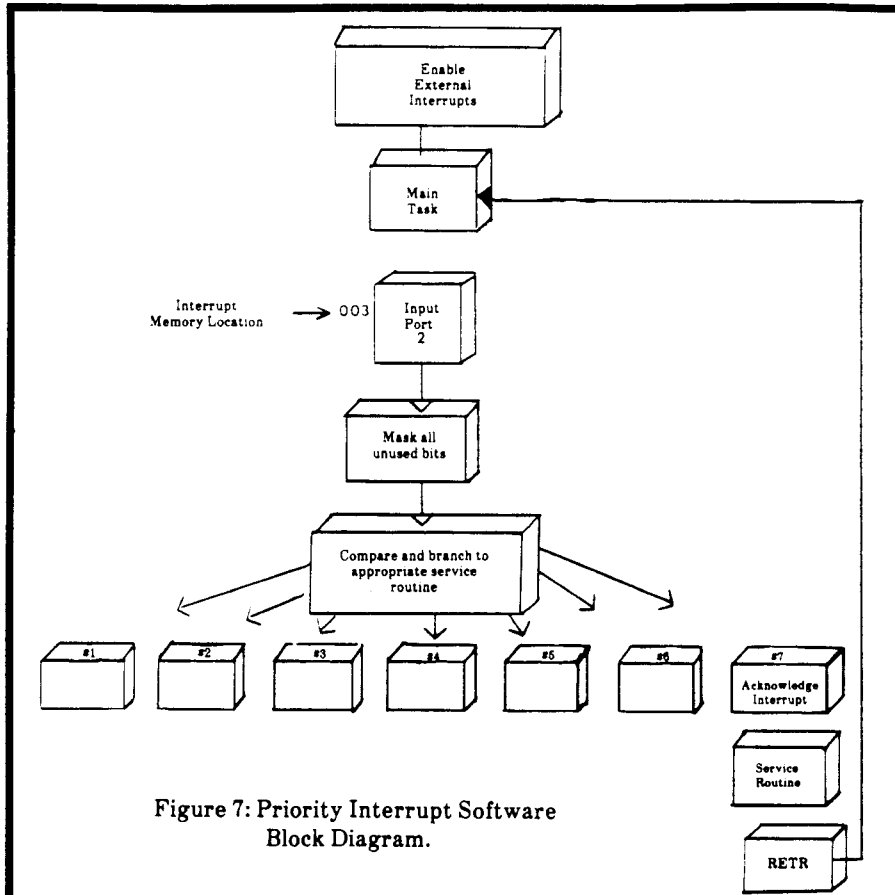 Enable
External
Interrupts
Main
Task
Interrupt
Memory Location
003
Input
Port
2
Mask all
unused bits
Compare and branch to
appropriate service
routine
#1
#2
#3
#4
#5
#6
#7
Acknowledge
Interrupt
Service
Routine
RETR
Figure 7: Priority Interrupt Software
Block Diagram.